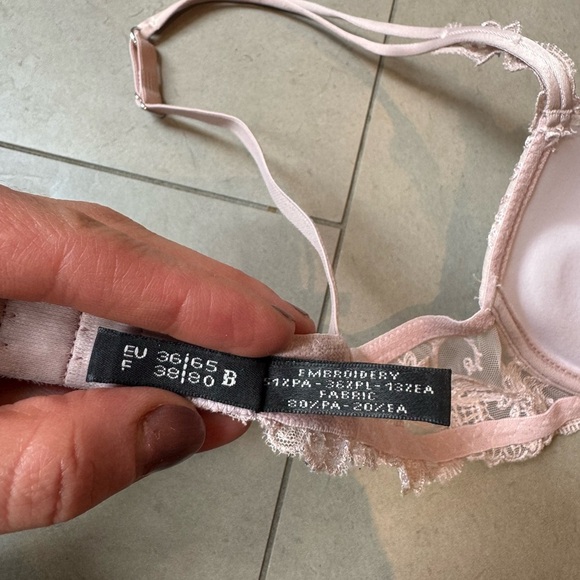 EU 36|65 B
F 38|80
EMBROIDERY
51%PA-36%PL-13%EA
FABRIC
80%PA-20%EA